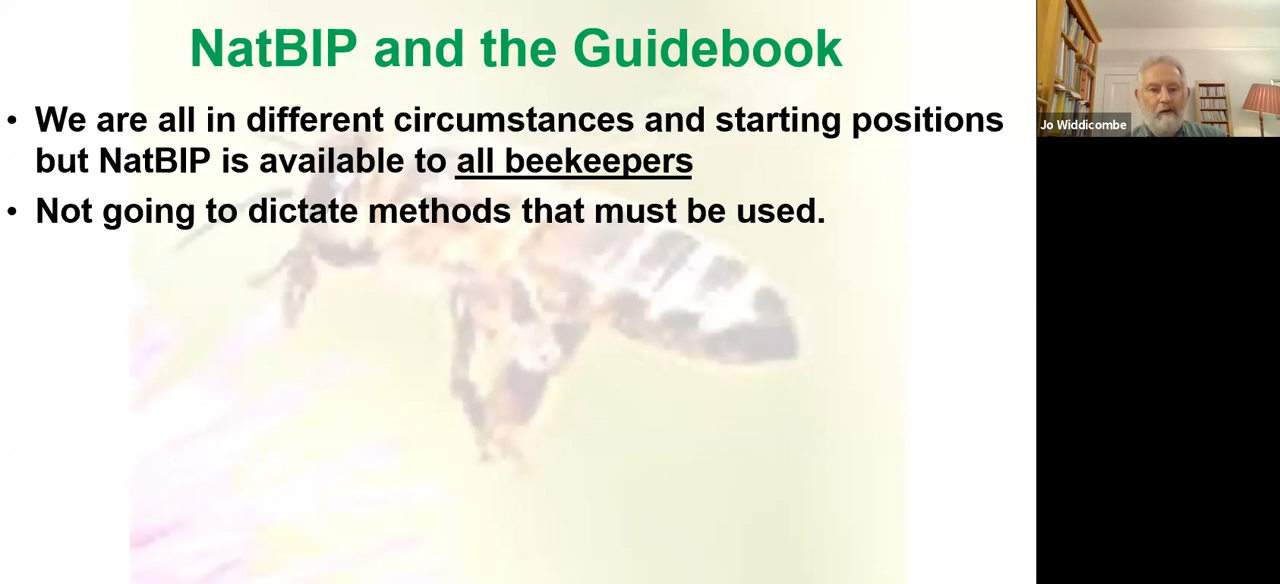 NatBIP and the Guidebook
• We are all in different circumstances and starting positions
but NatBIP is available to all beekeepers
• Not going to dictate methods that must be used.
Jo Widdicombe